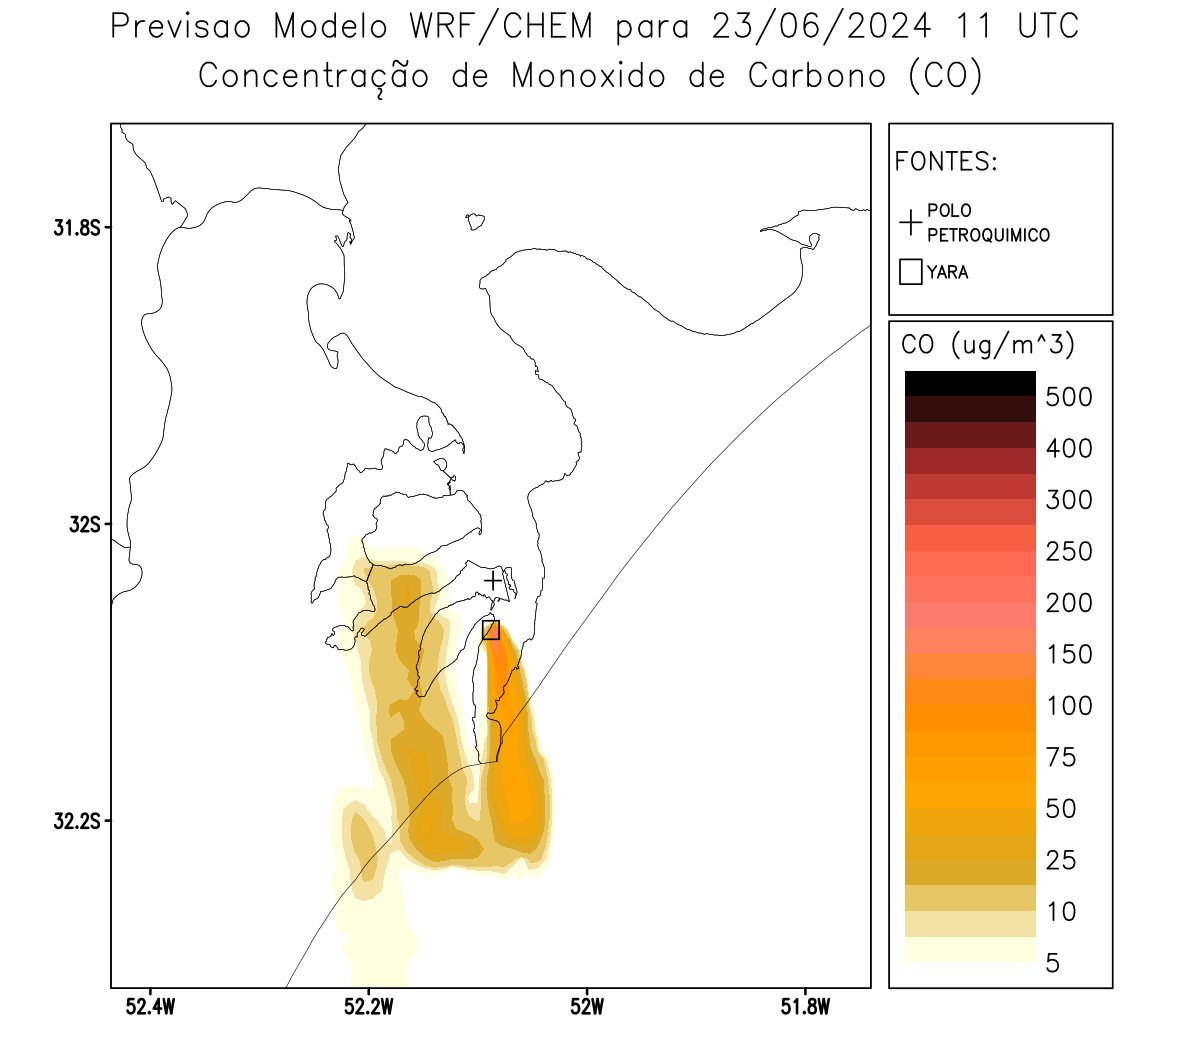 Previsao Modelo WRF/CHEM para 23/06/2024 11 UTC
Concentração de Monoxido de Carbono (CO)
FONTES:
POLO
PETROQUIMICO
YARA
CO (ug/m^3)
500
400
300
250
200
150
100
75
50
25
10
5
31.8S
32S
32.2S
52.4W
52.2W
52W
51.8W